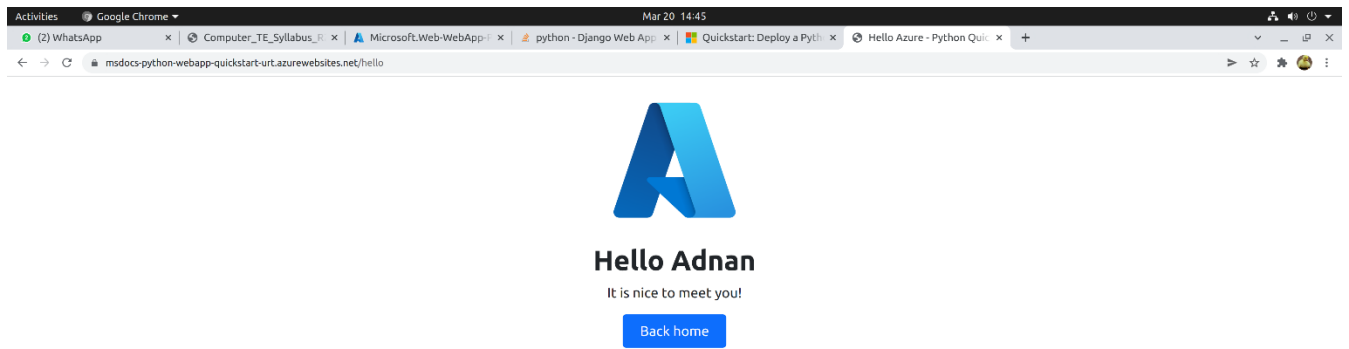 Activities Google Chrome Mar 20 14:45
(2) WhatsApp Computer_TE_Syllabus_R Microsoft.Web-WebApp- python - Django Web App Quickstart: Deploy a Pyth Hello Azure - Python Quic
msdocs-python-webapp-quickstart-urt.azurewebsites.net/hello
Hello Adnan
It is nice to meet you!
Back home